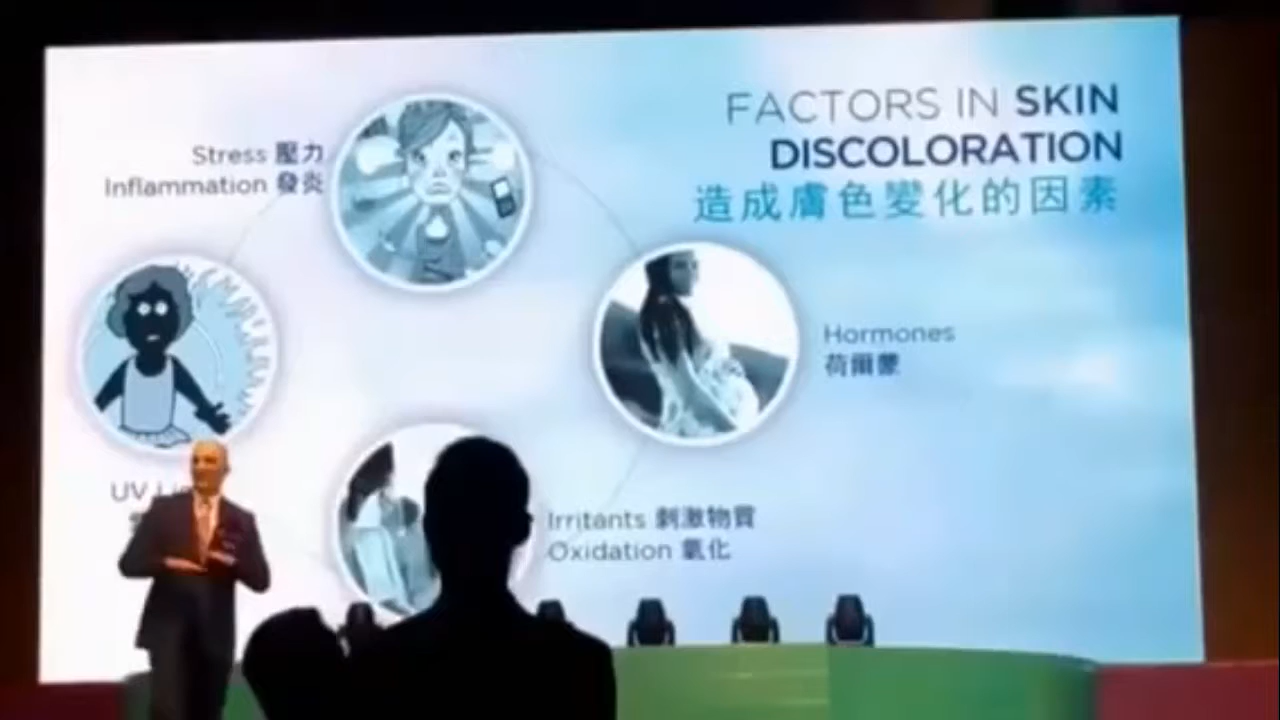 FACTORS IN SKIN
DISCOLORATION
造成膚色變化的因素
Stress 壓力
Inflammation 發炎
Hormones
荷爾蒙
UV
Irritants 刺激物質
Oxidation 氧化